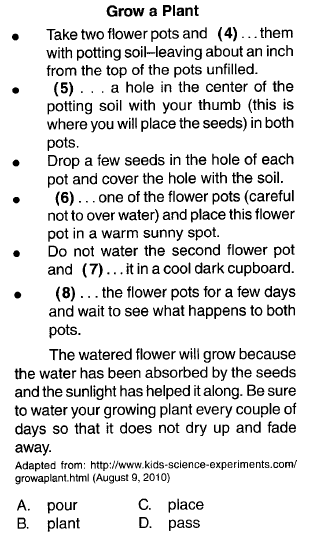 Grow a Plant
• Take two flower pots and (4) ... them
with potting soil–leaving about an inch
from the top of the pots unfilled.
• (5) . . . a hole in the center of the
potting soil with your thumb (this is
where you will place the seeds) in both
pots.
• Drop a few seeds in the hole of each
pot and cover the hole with the soil.
• (6) ... one of the flower pots (careful
not to over water) and place this flower
pot in a warm sunny spot.
• Do not water the second flower pot
and (7) ... it in a cool dark cupboard.
• (8) ... the flower pots for a few days
and wait to see what happens to both
pots.
The watered flower will grow because
the water has been absorbed by the seeds
and the sunlight has helped it along. Be sure
to water your growing plant every couple of
days so that it does not dry up and fade
away.
Adapted from: http://www.kids-science-experiments.com/
growaplant.html (August 9, 2010)
A. pour C. place
B. plant D. pass